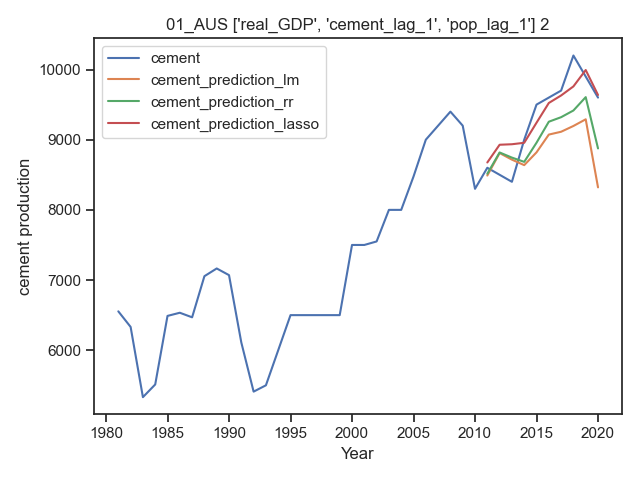 01_AUS ['real_GDP', 'cement_lag_1', 'pop_lag_1'] 2
cement
cement_prediction_lm
cement_prediction_rr
cement_prediction_lasso
10000
9000
8000
7000
6000
cement production
1980 1985 1990 1995 2000 2005 2010 2015 2020
Year